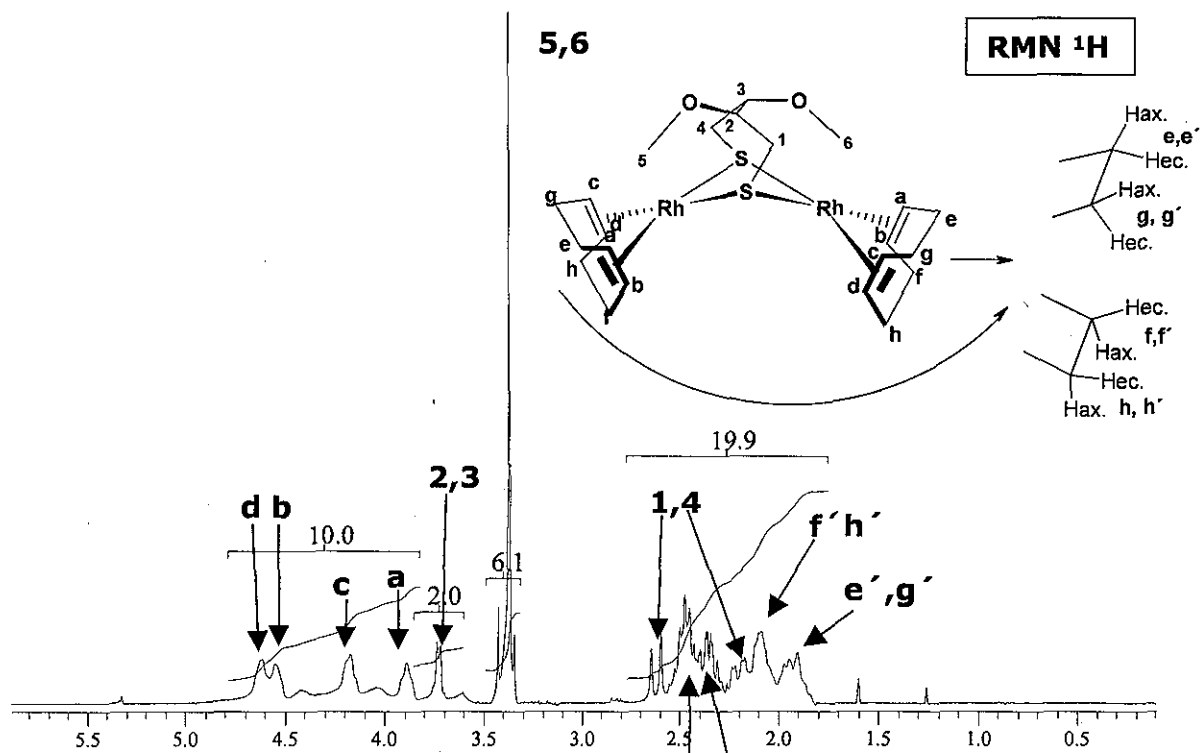 5,6
RMN ¹H
3
O
O
4
2
1
5
6
S
S
Rh
Rh
g
c
d
a
e
h
b
f
a
e
b
c
g
d
f
h
Hax.
e,e´
Hec.
Hax.
g, g´
Hec.
Hec.
f,f´
Hax.
Hec.
Hax. h, h´
19.9
2,3
d b
10.0
1,4
f´ h´
c
a
6.1
2.0
e´,g´
5.5 5.0 4.5 4.0 3.5 3.0 2.5 2.0 1.5 1.0 0.5